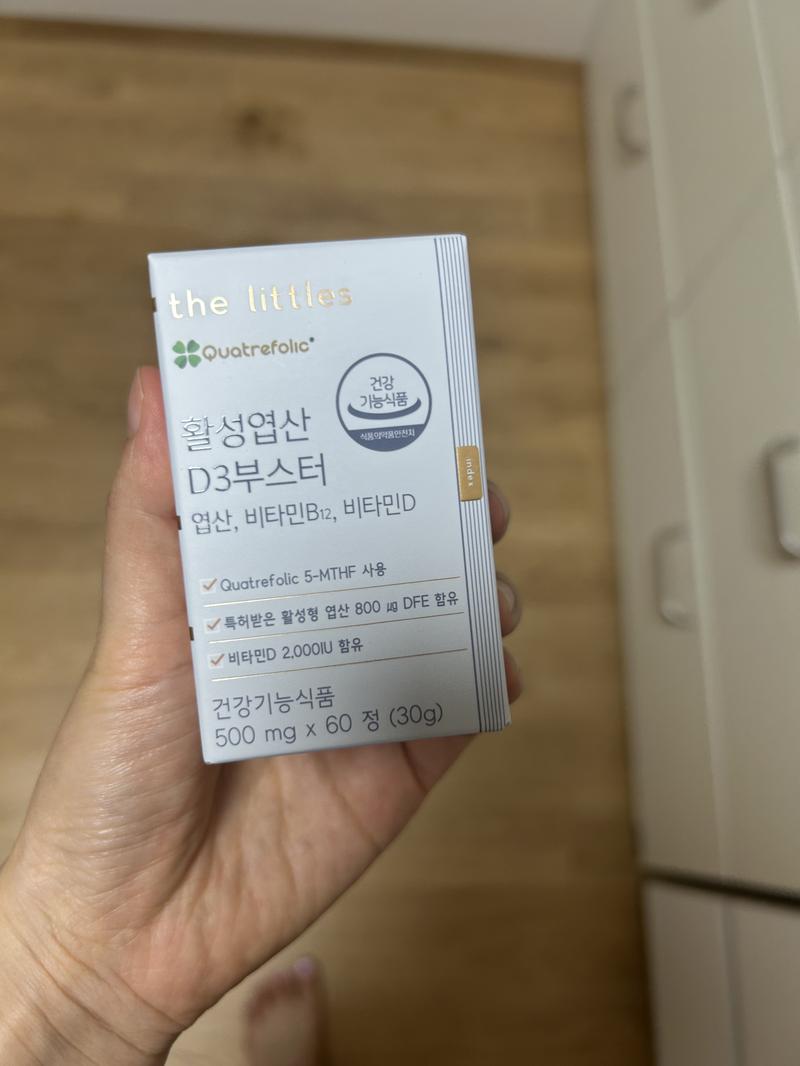 the littles
Quatrefolic®
건강
기능식품
식품의약품안전처
활성엽산
D3부스터
엽산, 비타민B12, 비타민D
index
Quatrefolic 5-MTHF 사용
특허받은 활성형 엽산 800 ㎍ DFE 함유
비타민D 2,000IU 함유
건강기능식품
500 mg x 60 정 (30g)